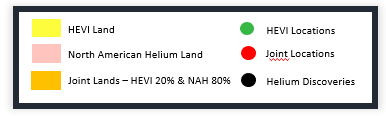 HEVI Land
HEVI Locations
North American Helium Land
Joint Locations
Joint Lands – HEVI 20% & NAH 80%
Helium Discoveries